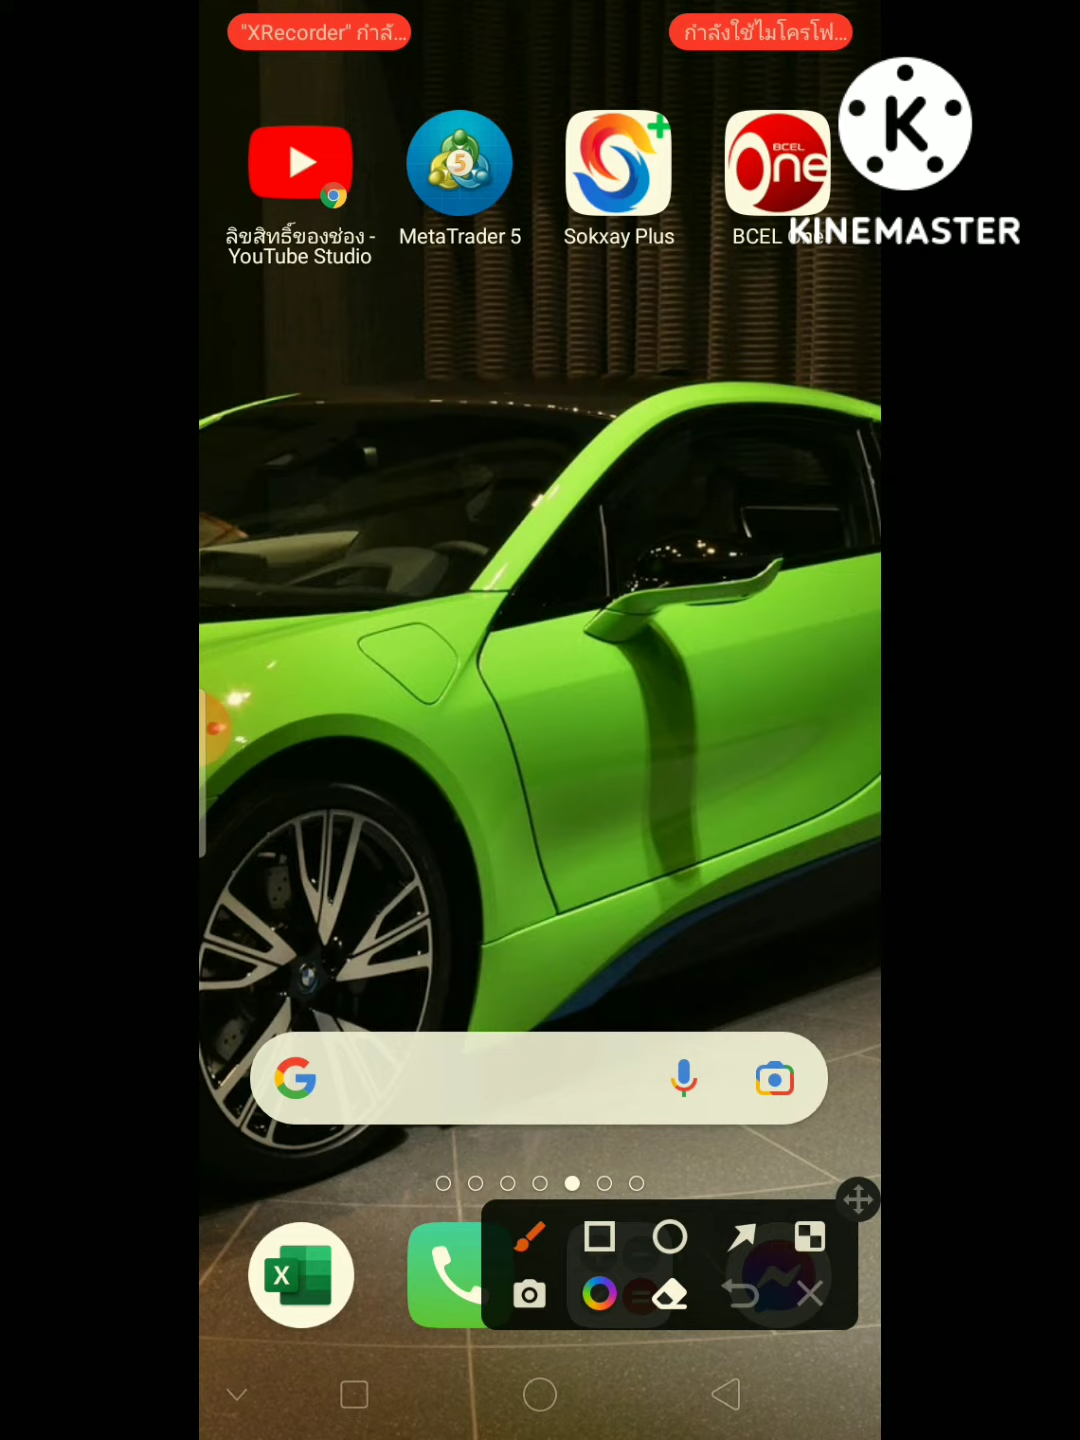 "XRecorder" กำลั...
กำลังใช้ไมโครโฟ...
K
BCEL
One
5
KINEMASTER
ลิขสิทธิ์ของช่อง -
YouTube Studio
MetaTrader 5
Sokxay Plus
BCEL One
G
X